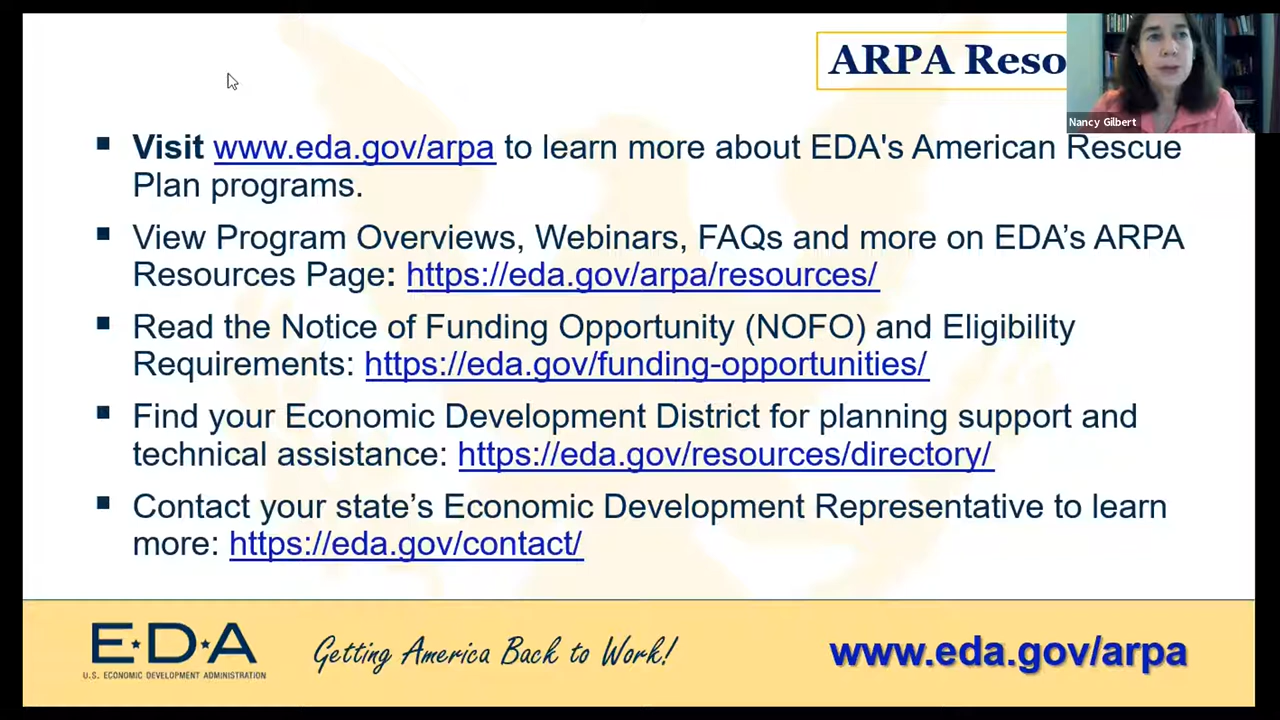 ARPA Reso
Nancy Gilbert
▪ Visit www.eda.gov/arpa to learn more about EDA's American Rescue
Plan programs.
▪ View Program Overviews, Webinars, FAQs and more on EDA’s ARPA
Resources Page: https://eda.gov/arpa/resources/
▪ Read the Notice of Funding Opportunity (NOFO) and Eligibility
Requirements: https://eda.gov/funding-opportunities/
▪ Find your Economic Development District for planning support and
technical assistance: https://eda.gov/resources/directory/
▪ Contact your state’s Economic Development Representative to learn
more: https://eda.gov/contact/
E★D★A
U.S. ECONOMIC DEVELOPMENT ADMINISTRATION
Getting America Back to Work!
www.eda.gov/arpa